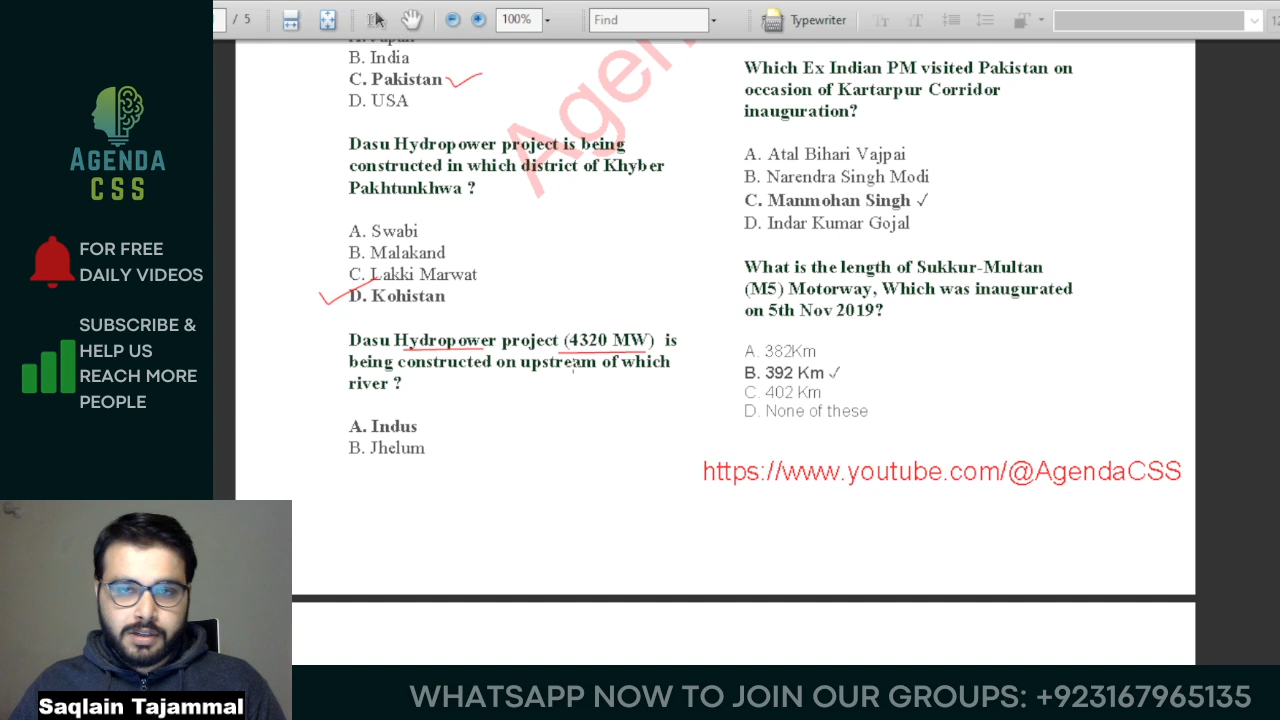 / 5
100%
Find
Typewriter
AGENDA
CSS
FOR FREE
DAILY VIDEOS
SUBSCRIBE &
HELP US
REACH MORE
PEOPLE
A. Japan
B. India
C. Pakistan
D. USA
Dasu Hydropower project is being
constructed in which district of Khyber
Pakhtunkhwa ?
A. Swabi
B. Malakand
C. Lakki Marwat
D. Kohistan
Dasu Hydropower project (4320 MW) is
being constructed on upstream of which
river ?
A. Indus
B. Jhelum
Which Ex Indian PM visited Pakistan on
occasion of Kartarpur Corridor
inauguration?
A. Atal Bihari Vajpai
B. Narendra Singh Modi
C. Manmohan Singh ✓
D. Indar Kumar Gojal
What is the length of Sukkur-Multan
(M5) Motorway, Which was inaugurated
on 5th Nov 2019?
A. 382Km
B. 392 Km ✓
C. 402 Km
D. None of these
https://www.youtube.com/@AgendaCSS
Saqlain Tajammal
WHATSAPP NOW TO JOIN OUR GROUPS: +923167965135